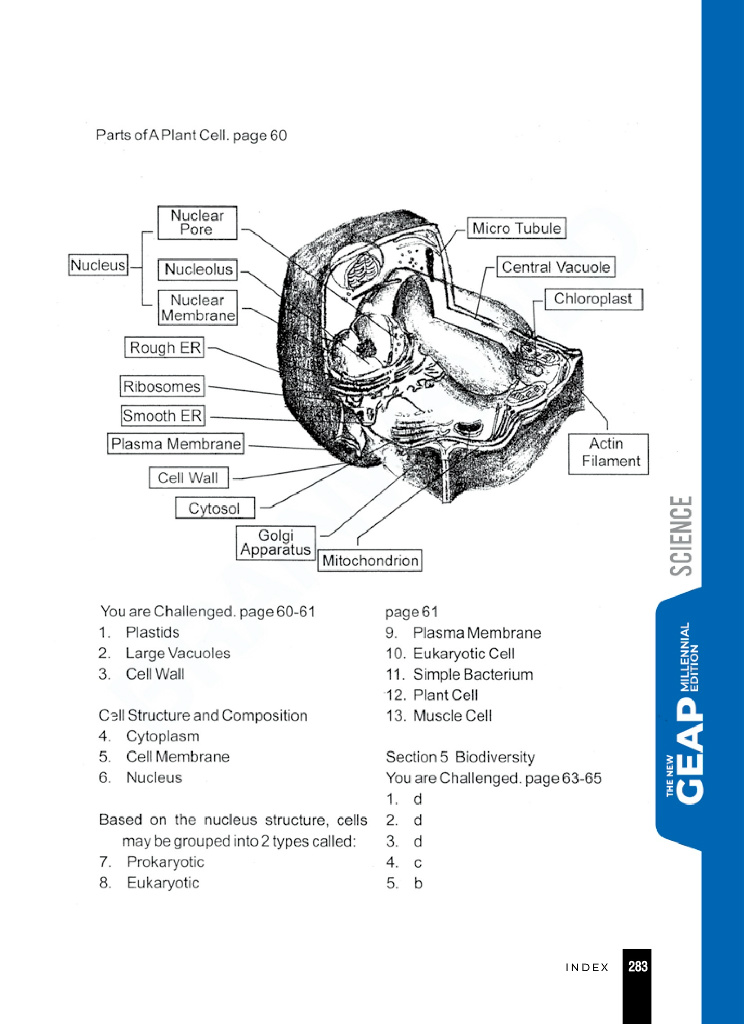 Parts of A Plant Cell. page 60
Nuclear
Pore
Nucleus
Nucleolus
Nuclear
Membrane
Rough ER
Ribosomes
Smooth ER
Plasma Membrane
Cell Wall
Cytosol
Golgi
Apparatus
Mitochondrion
Micro Tubule
Central Vacuole
Chloroplast
Actin
Filament
You are Challenged. page 60-61
1. Plastids
2. Large Vacuoles
3. Cell Wall
Cell Structure and Composition
4. Cytoplasm
5. Cell Membrane
6. Nucleus
Based on the nucleus structure, cells
may be grouped into 2 types called:
7. Prokaryotic
8. Eukaryotic
page 61
9. Plasma Membrane
10. Eukaryotic Cell
11. Simple Bacterium
12. Plant Cell
13. Muscle Cell
Section 5 Biodiversity
You are Challenged. page 63-65
1. d
2. d
3. d
4. c
5. b
SCIENCE
THE NEW
GEAP MILLENNIAL
EDITION
INDEX 283